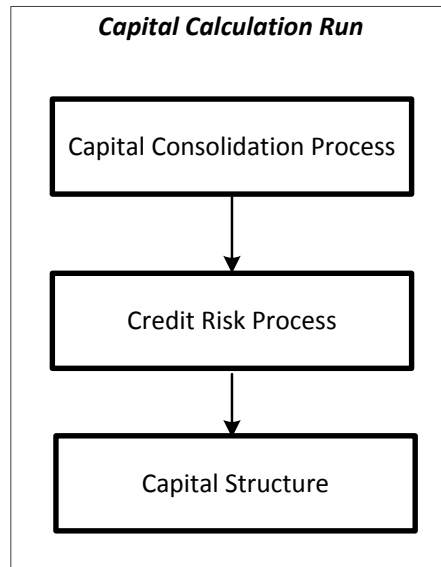 Capital Calculation Run
Capital Consolidation Process
Credit Risk Process
Capital Structure